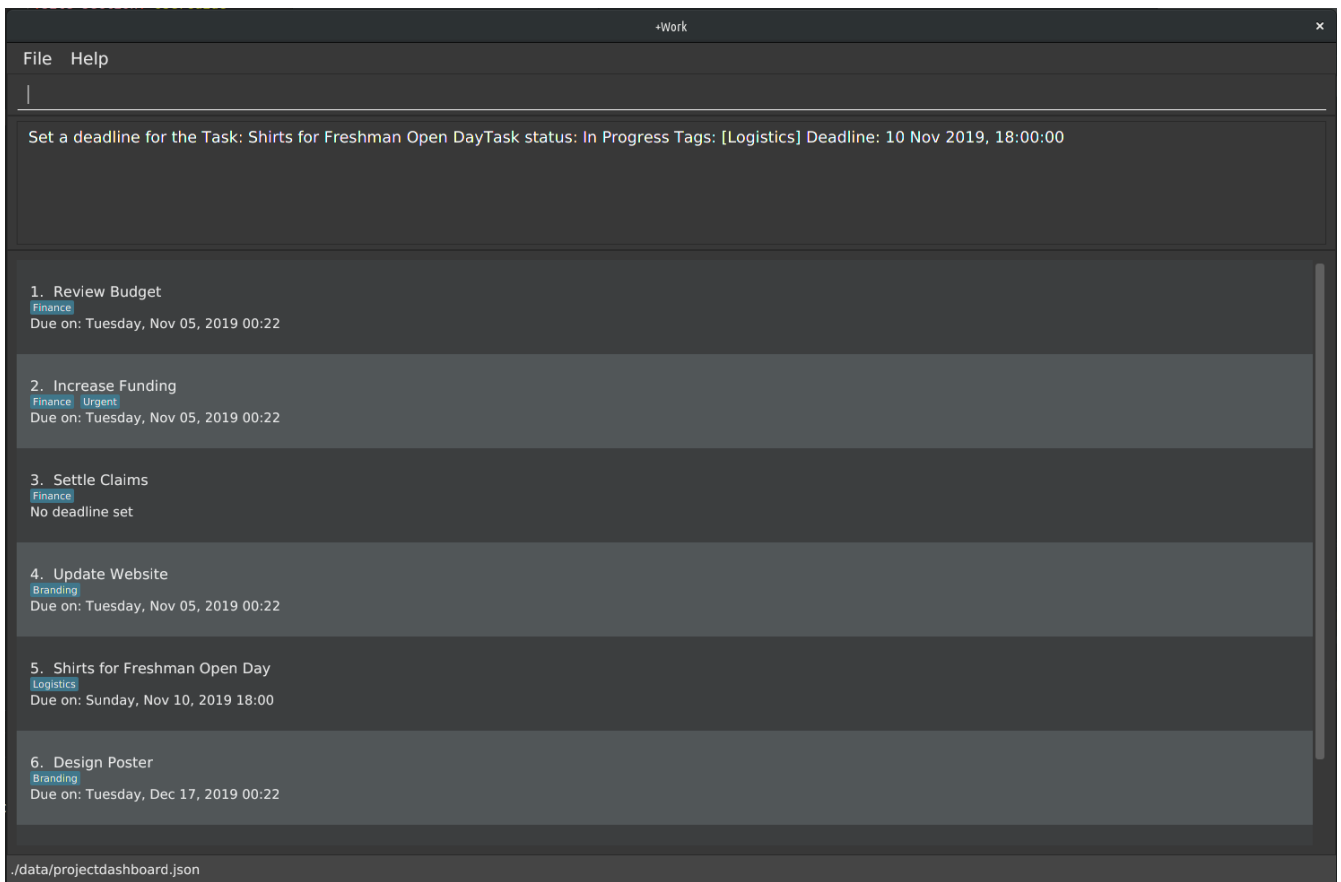 +Work
×
File Help
Set a deadline for the Task: Shirts for Freshman Open DayTask status: In Progress Tags: [Logistics] Deadline: 10 Nov 2019, 18:00:00
1. Review Budget
Finance
Due on: Tuesday, Nov 05, 2019 00:22
2. Increase Funding
Finance Urgent
Due on: Tuesday, Nov 05, 2019 00:22
3. Settle Claims
Finance
No deadline set
4. Update Website
Branding
Due on: Tuesday, Nov 05, 2019 00:22
5. Shirts for Freshman Open Day
Logistics
Due on: Sunday, Nov 10, 2019 18:00
6. Design Poster
Branding
Due on: Tuesday, Dec 17, 2019 00:22
./data/projectdashboard.json